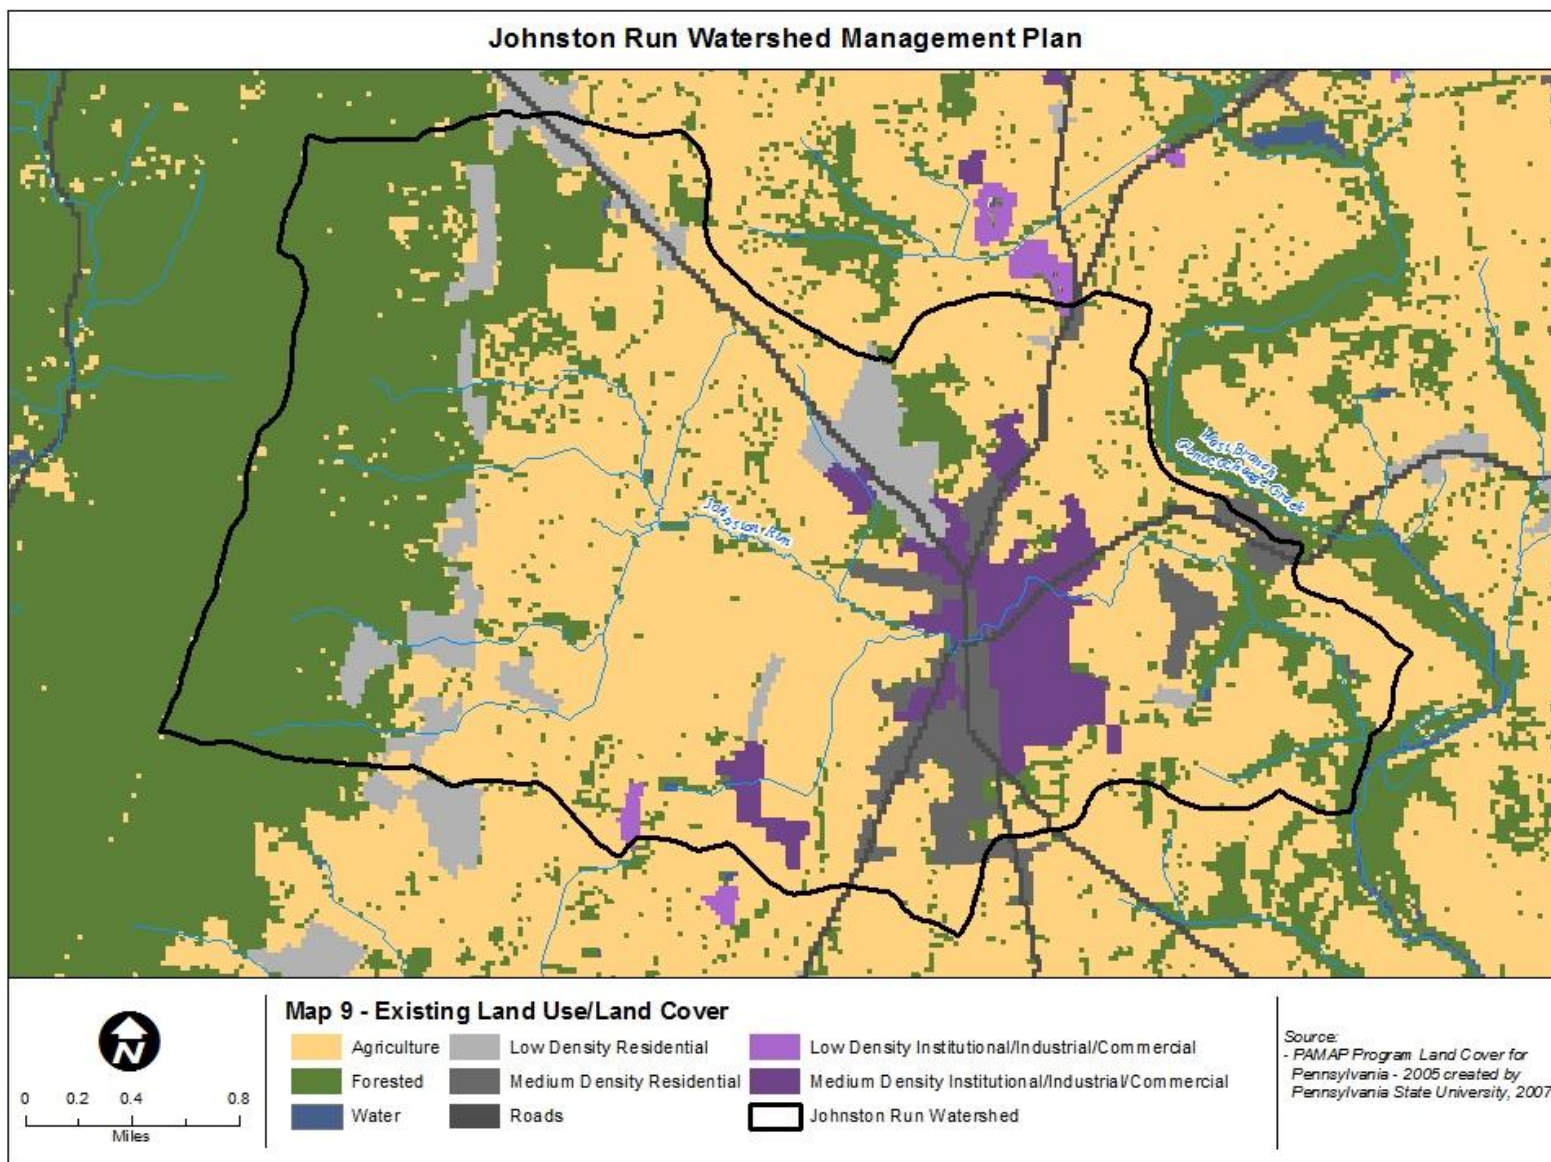 Johnston Run Watershed Management Plan
West Branch
Conococheague Creek
Johnston Run
Map 9 - Existing Land Use/Land Cover
Agriculture
Low Density Residential
Low Density Institutional/Industrial/Commercial
Forested
Medium Density Residential
Medium Density Institutional/Industrial/Commercial
Water
Roads
Johnston Run Watershed
N
0 0.2 0.4 0.8
Miles
Source:
- PAMAP Program Land Cover for
Pennsylvania - 2005 created by
Pennsylvania State University, 2007